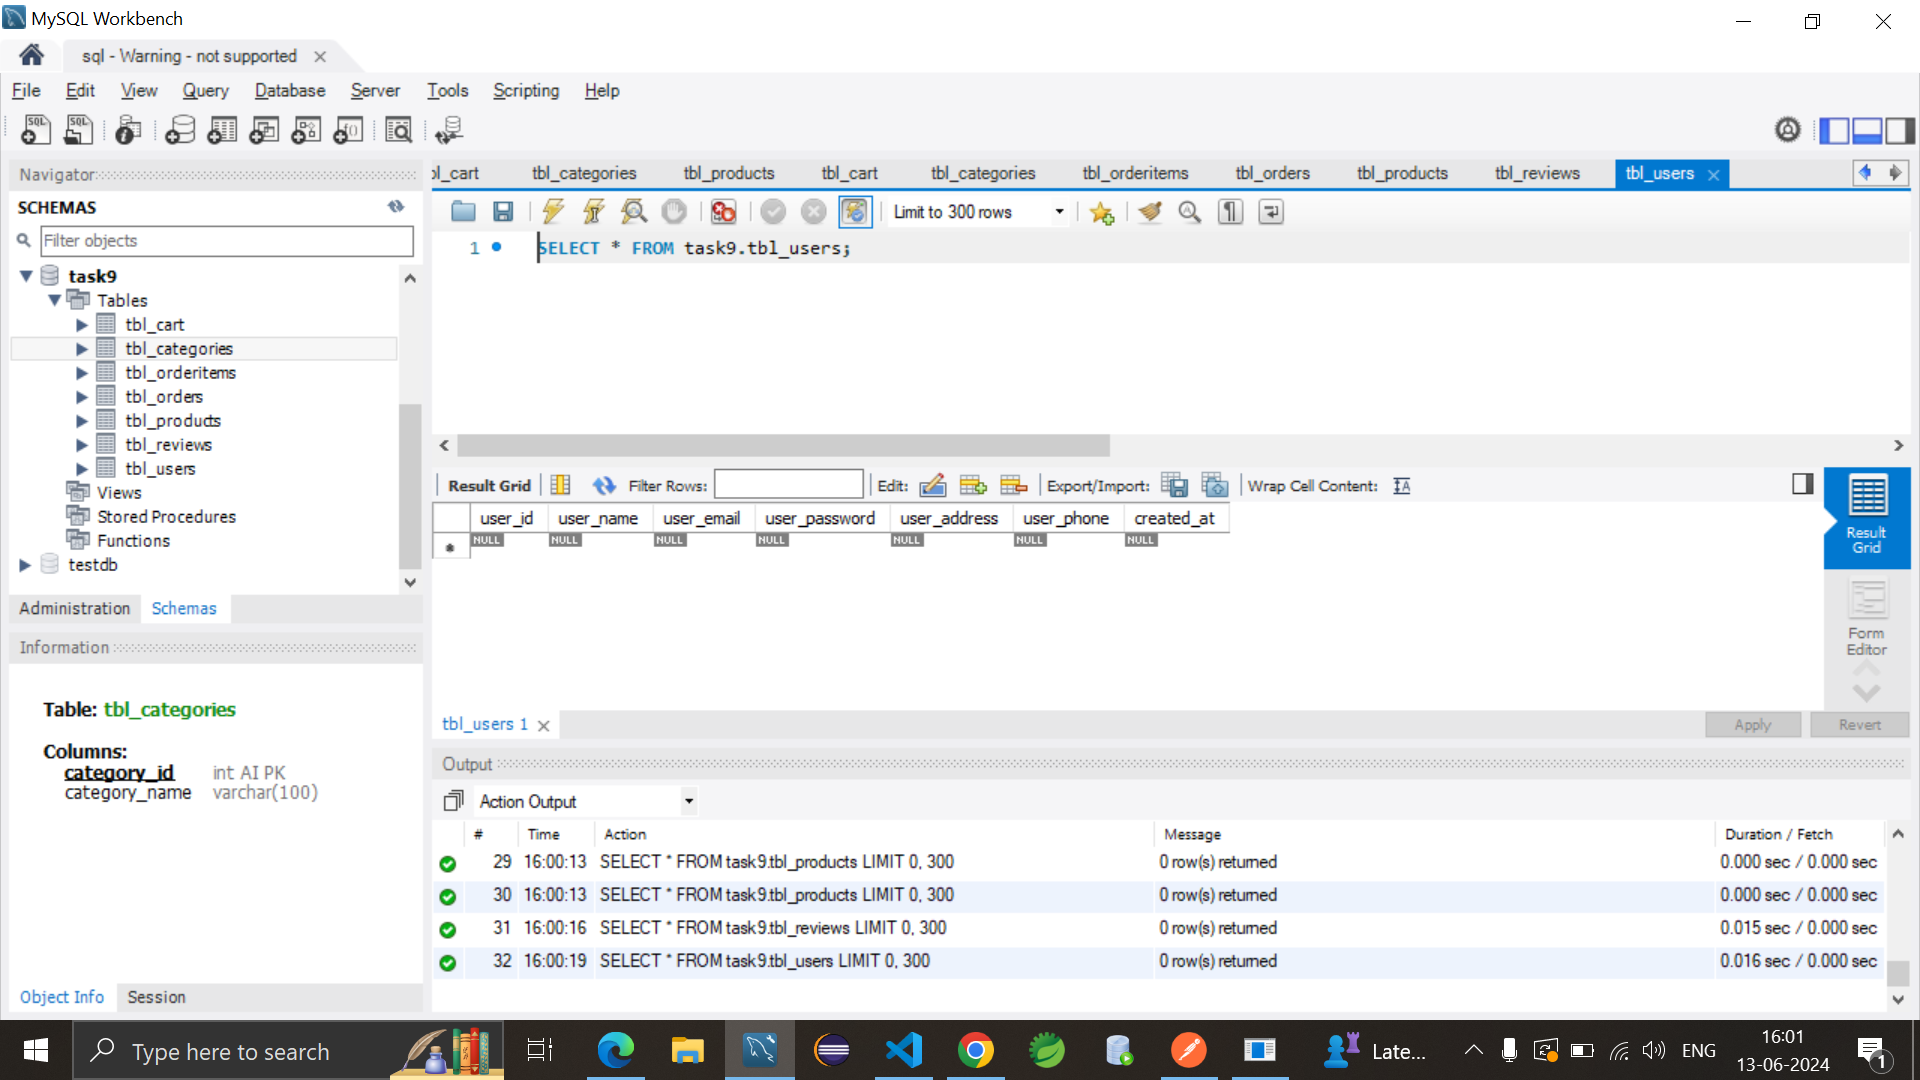 MySQL Workbench
sql - Warning - not supported
File Edit View Query Database Server Tools Scripting Help
Navigator
SCHEMAS
Filter objects
task9
Tables
tbl_cart
tbl_categories
tbl_orderitems
tbl_orders
tbl_products
tbl_reviews
tbl_users
Views
Stored Procedures
Functions
testdb
Administration Schemas
Information
Table: tbl_categories
Columns:
category_id int AI PK
category_name varchar(100)
Object Info Session
bl_cart tbl_categories tbl_products tbl_cart tbl_categories tbl_orderitems tbl_orders tbl_products tbl_reviews tbl_users
Limit to 300 rows
1 SELECT * FROM task9.tbl_users;
Result Grid Filter Rows: Edit: Export/Import: Wrap Cell Content:
user_id user_name user_email user_password user_address user_phone created_at
NULL NULL NULL NULL NULL NULL NULL
Result Grid
Form Editor
tbl_users 1
Apply Revert
Output
Action Output
# Time Action Message Duration / Fetch
29 16:00:13 SELECT * FROM task9.tbl_products LIMIT 0, 300 0 row(s) returned 0.000 sec / 0.000 sec
30 16:00:13 SELECT * FROM task9.tbl_products LIMIT 0, 300 0 row(s) returned 0.000 sec / 0.000 sec
31 16:00:16 SELECT * FROM task9.tbl_reviews LIMIT 0, 300 0 row(s) returned 0.015 sec / 0.000 sec
32 16:00:19 SELECT * FROM task9.tbl_users LIMIT 0, 300 0 row(s) returned 0.016 sec / 0.000 sec
Type here to search
Late...
ENG
16:01
13-06-2024
1